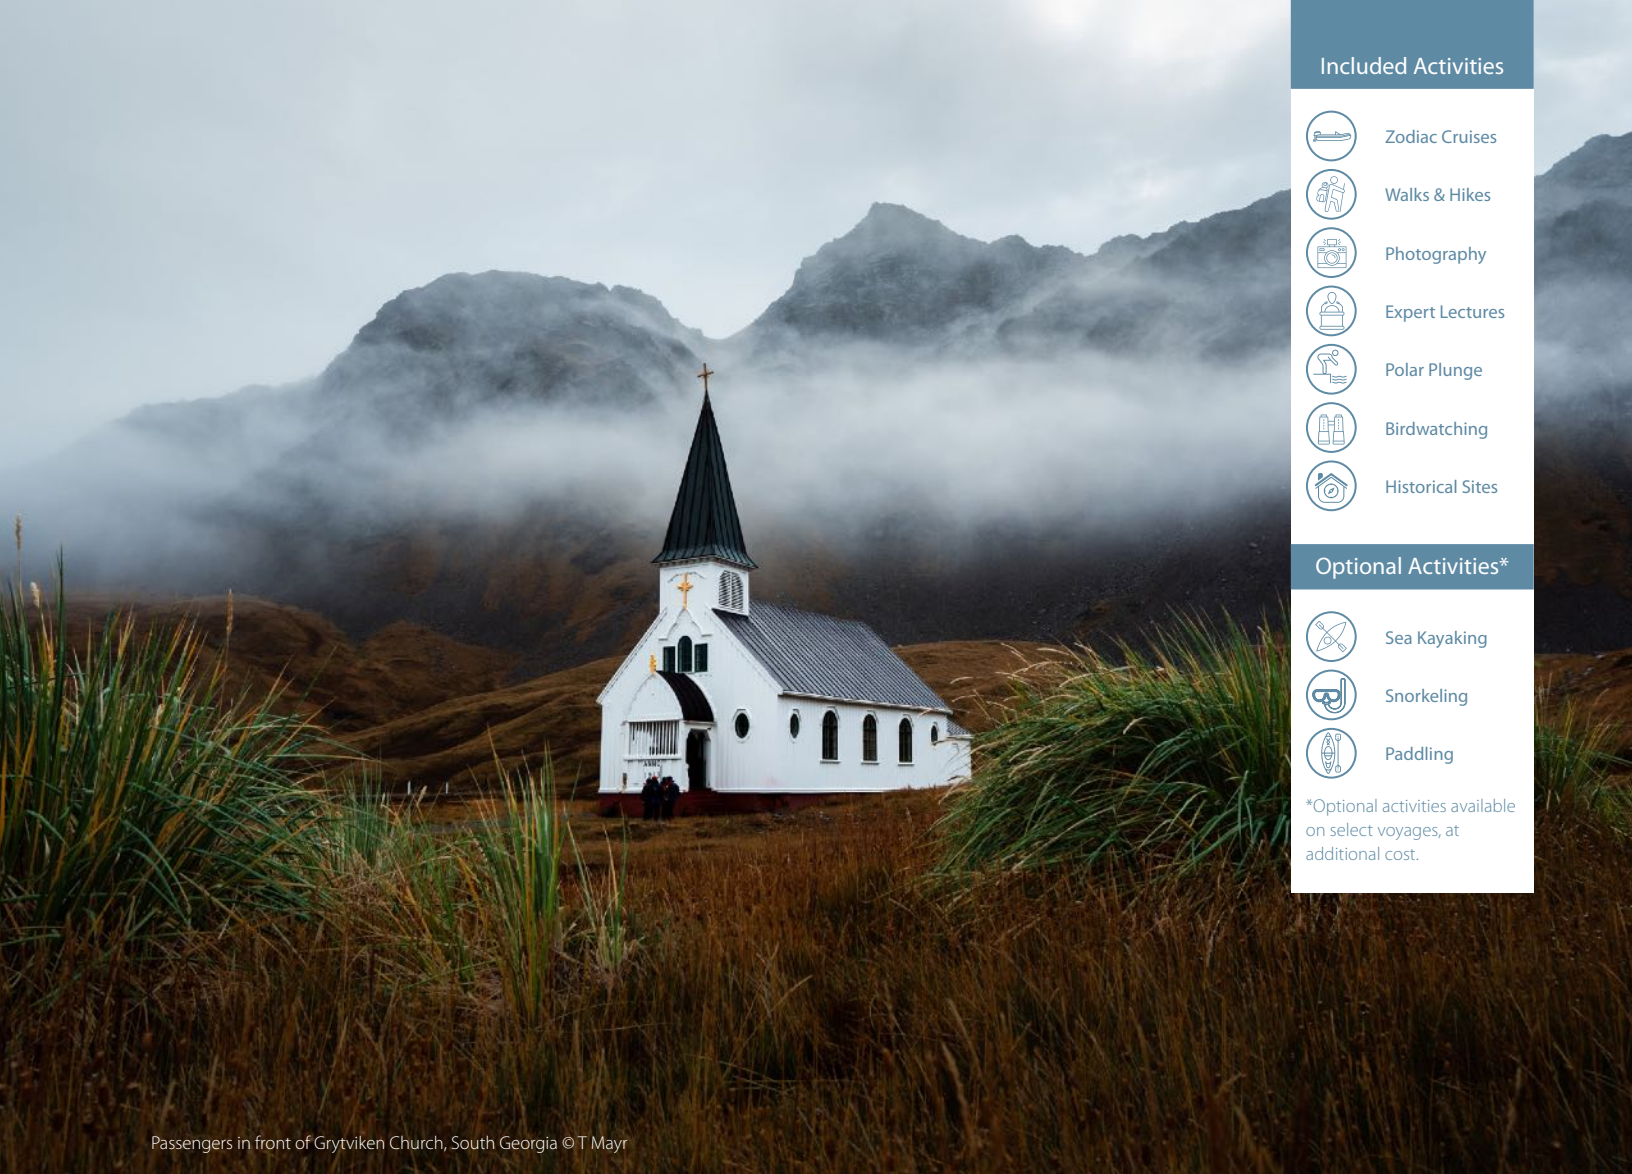 Included Activities
Zodiac Cruises
Walks & Hikes
Photography
Expert Lectures
Polar Plunge
Birdwatching
Historical Sites
Optional Activities*
Sea Kayaking
Snorkeling
Paddling
*Optional activities available
on select voyages, at
additional cost.
Passengers in front of Grytviken Church, South Georgia © T Mayr